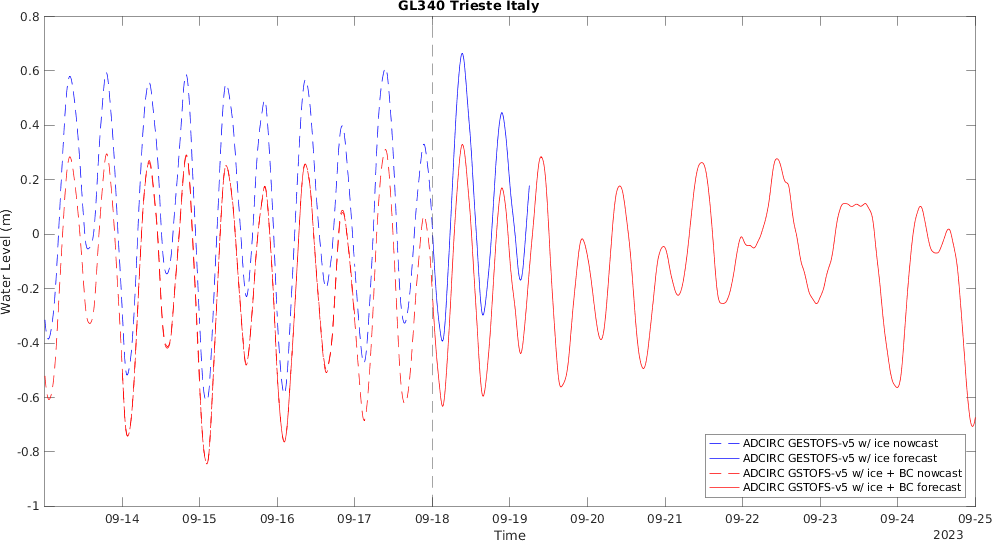 GL340 Trieste Italy
0.8
0.6
0.4
0.2
0
-0.2
-0.4
-0.6
-0.8
-1
Water Level (m)
09-14 09-15 09-16 09-17 09-18 09-19 09-20 09-21 09-22 09-23 09-24 09-25
Time
2023
ADCIRC GESTOFS-v5 w/ ice nowcast
ADCIRC GESTOFS-v5 w/ ice forecast
ADCIRC GSTOFS-v5 w/ ice + BC nowcast
ADCIRC GSTOFS-v5 w/ ice + BC forecast